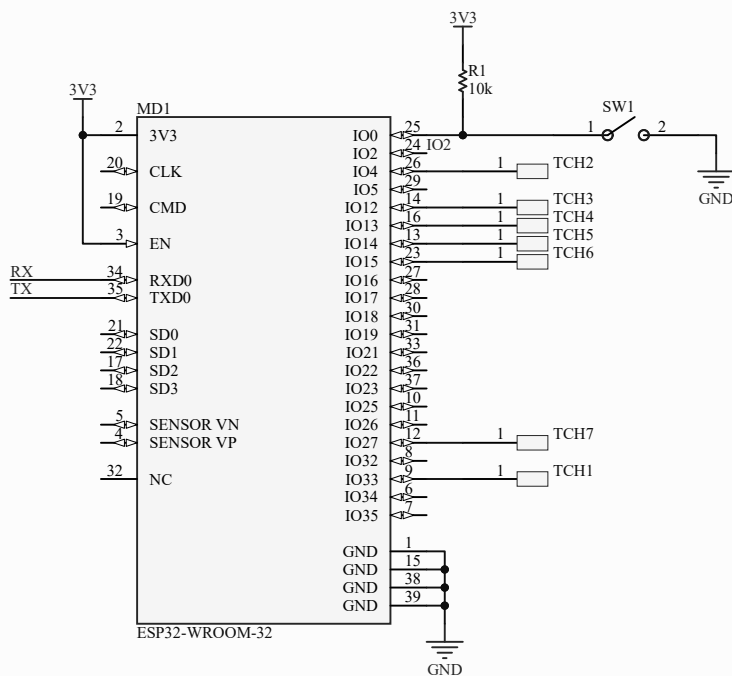 3V3
R1
10k
3V3
MD1
SW1
2 3V3
IO0 25
1 2
IO2 24 IO2
20 CLK
IO4 26 1 TCH2
IO5 29
GND
19 CMD
IO12 14 1 TCH3
IO13 16 1 TCH4
3 EN
IO14 13 1 TCH5
IO15 23 1 TCH6
RX 34 RXD0
IO16 27
TX 35 TXD0
IO17 28
IO18 30
21 SD0
IO19 31
22 SD1
IO21 33
17 SD2
IO22 36
18 SD3
IO23 37
IO25 10
5 SENSOR VN
IO26 11
4 SENSOR VP
IO27 12 1 TCH7
IO32 8
32 NC
IO33 9 1 TCH1
IO34 6
IO35 7
GND 1
GND 15
GND 38
GND 39
ESP32-WROOM-32
GND